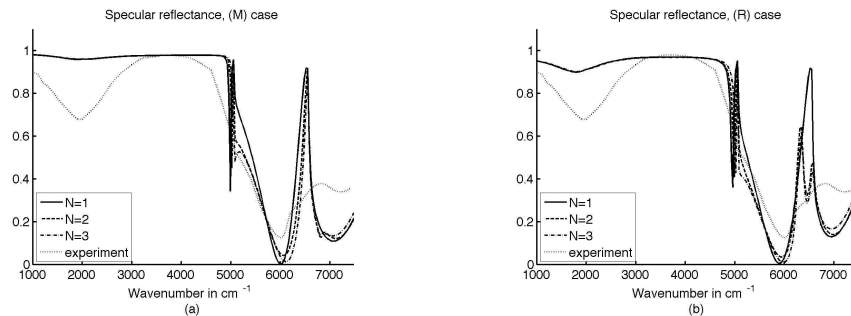 Specular reflectance, (M) case
1
0.8
0.6
0.4
0.2
0
N=1
N=2
N=3
experiment
1000 2000 3000 4000 5000 6000 7000
Wavenumber in cm -1
(a)
Specular reflectance, (R) case
1
0.8
0.6
0.4
0.2
0
N=1
N=2
N=3
experiment
1000 2000 3000 4000 5000 6000 7000
Wavenumber in cm -1
(b)